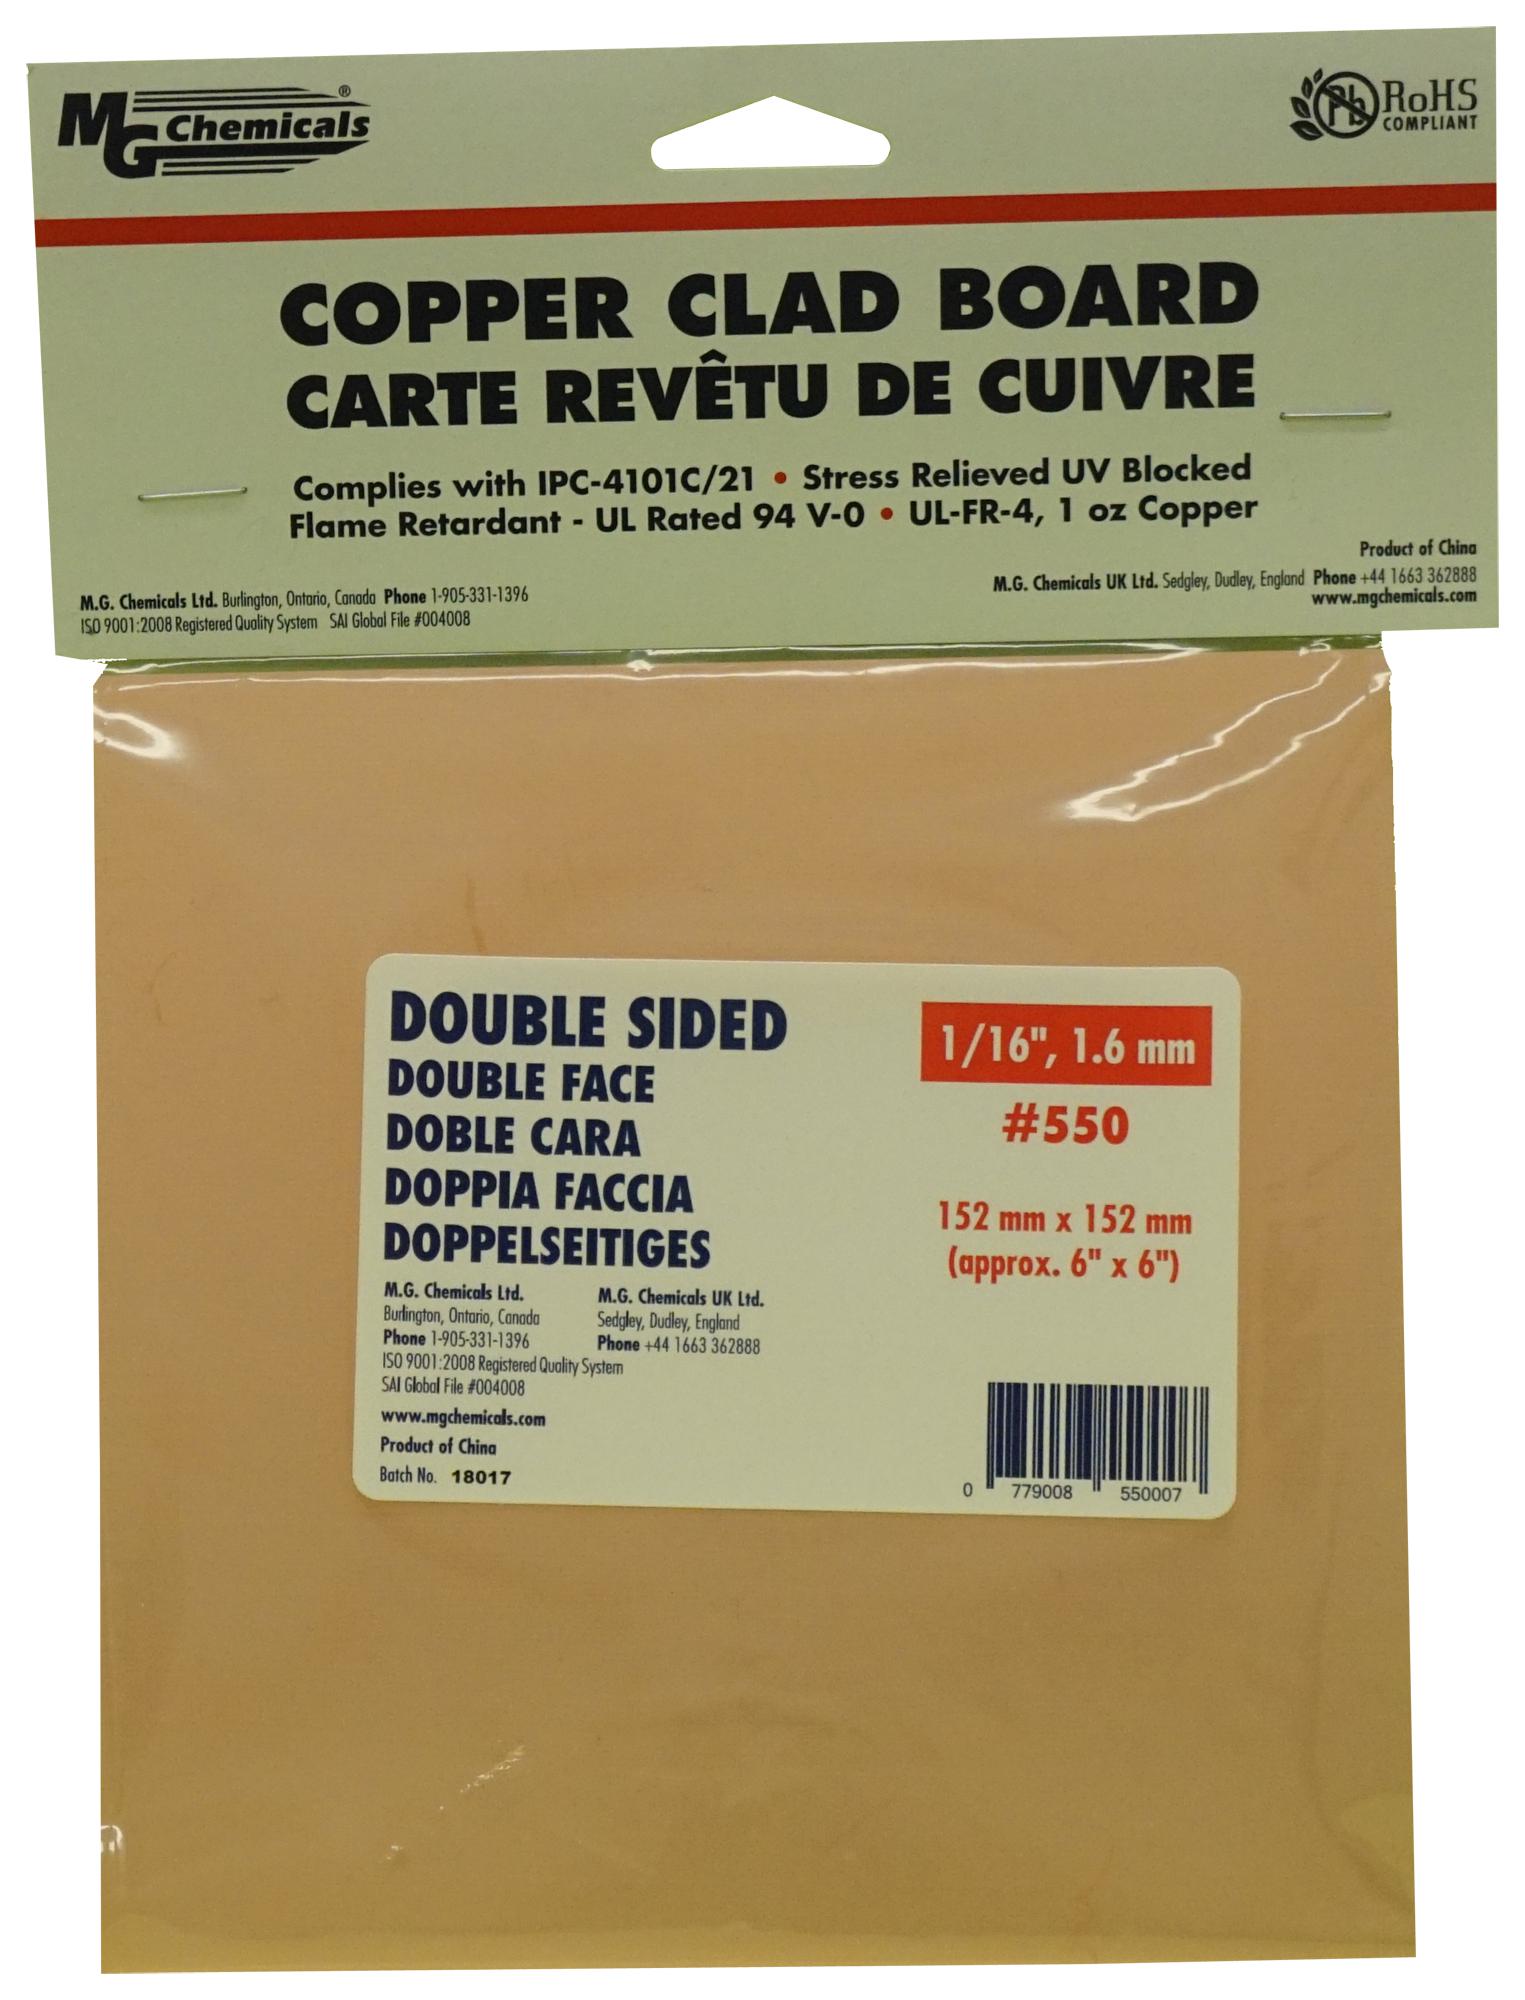 MG Chemicals®
Pb RoHS
COMPLIANT
COPPER CLAD BOARD
CARTE REVÊTU DE CUIVRE
Complies with IPC-4101C/21 • Stress Relieved UV Blocked
Flame Retardant - UL Rated 94 V-0 • UL-FR-4, 1 oz Copper
Product of China
M.G. Chemicals Ltd. Burlington, Ontario, Canada Phone 1-905-331-1396
ISO 9001:2008 Registered Quality System SAI Global File #004008
M.G. Chemicals UK Ltd. Sedgley, Dudley, England Phone +44 1663 362888
www.mgchemicals.com
DOUBLE SIDED
DOUBLE FACE
DOBLE CARA
DOPPIA FACCIA
DOPPELSEITIGES
1/16", 1.6 mm
#550
152 mm x 152 mm
(approx. 6" x 6")
M.G. Chemicals Ltd.
Burlington, Ontario, Canada
Phone 1-905-331-1396
M.G. Chemicals UK Ltd.
Sedgley, Dudley, England
Phone +44 1663 362888
ISO 9001:2008 Registered Quality System
SAI Global File #004008
www.mgchemicals.com
Product of China
Batch No. 18017
0 779008 550007